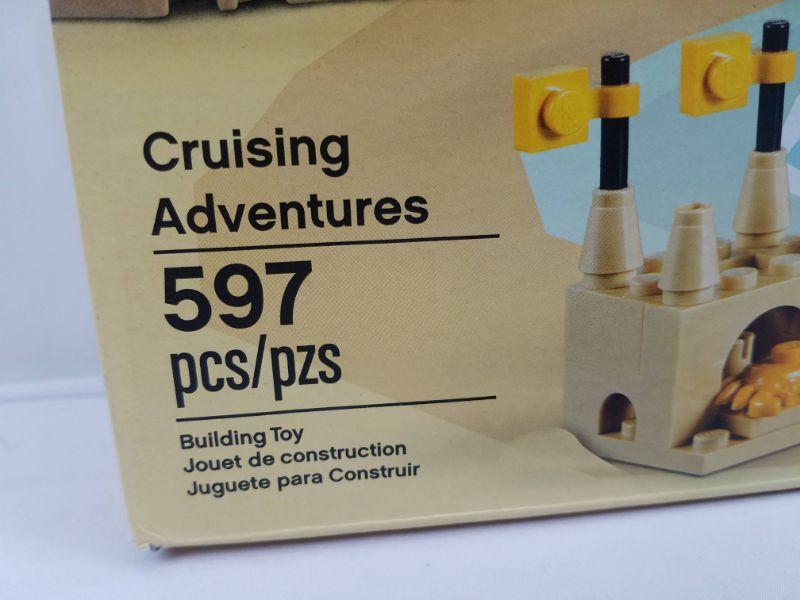 Cruising
Adventures
597
pcs/pzs
Building Toy
Jouet de construction
Juguete para Construir